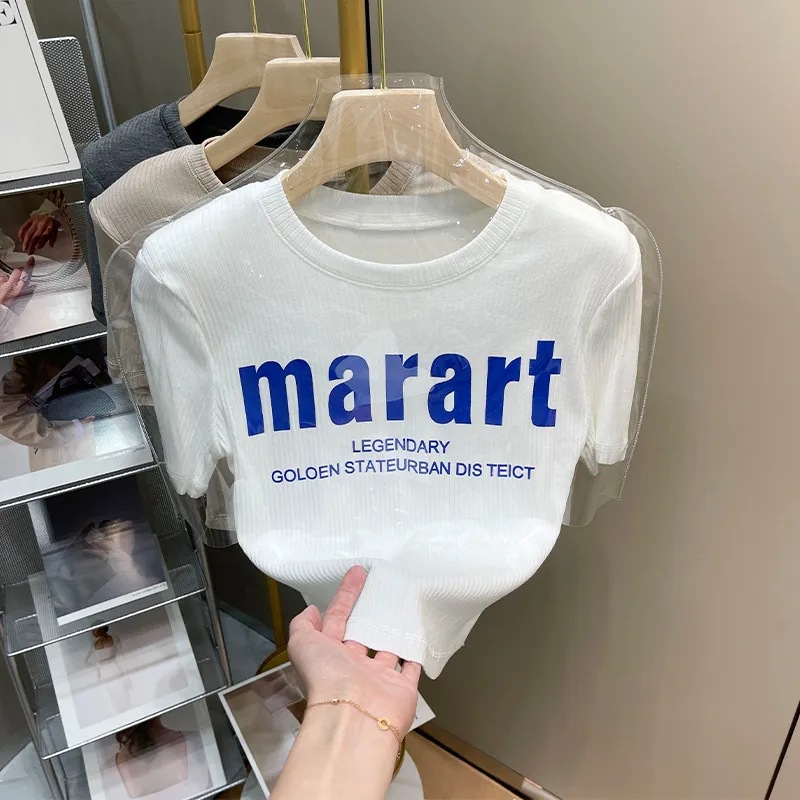 E
marart
LEGENDARY
GOLOEN STATEURBAN DIS TEICT